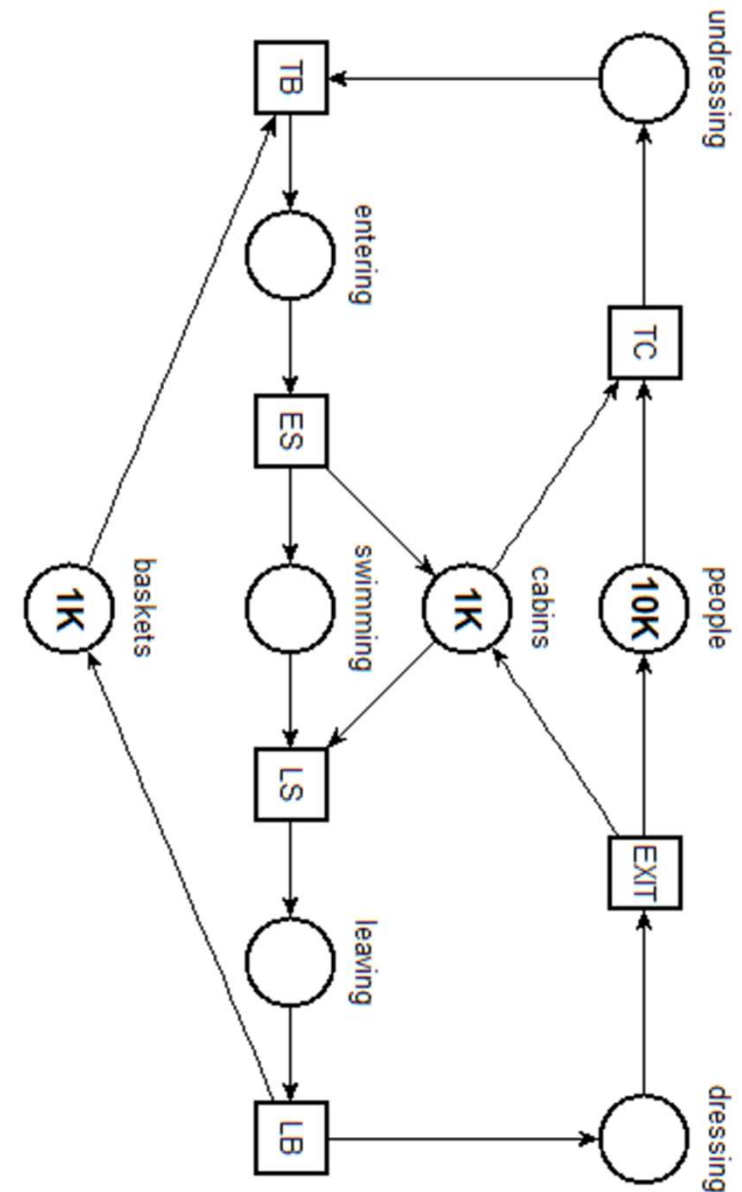 undressing
TC
people
10K
EXIT
dressing
cabins
1K
TB
entering
ES
swimming
LS
leaving
LB
baskets
1K